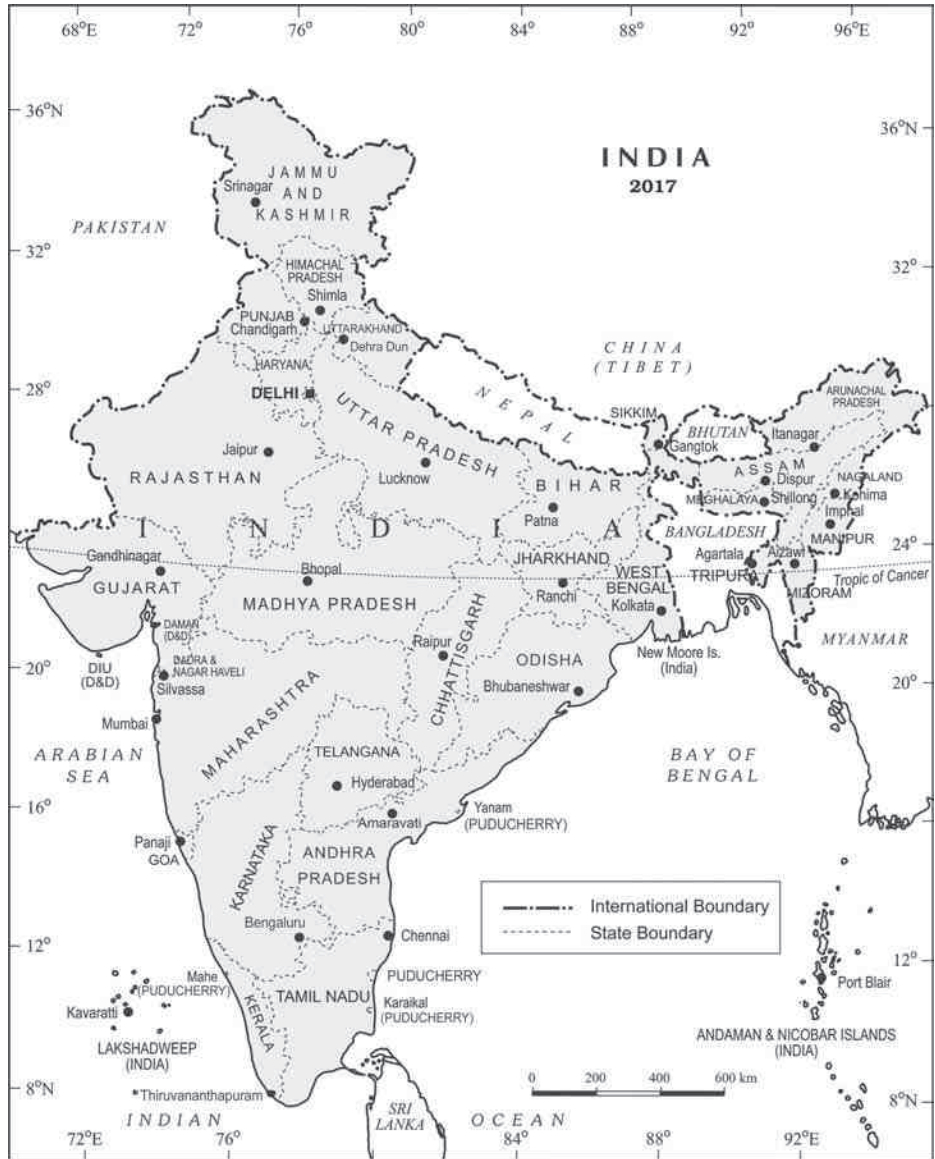 68°E
72°
76°
80°
84°
88°
92°
96°E
36°N
36°N
INDIA
2017
JAMMU
AND
KASHMIR
Srinagar
PAKISTAN
32°
32°
HIMACHAL
PRADESH
Shimla
PUNJAB
Chandigarh
UTTARAKHAND
Dehra Dun
CHINA
(TIBET)
HARYANA
DELHI
28°
28°
NEPAL
SIKKIM
Gangtok
BHUTAN
ARUNACHAL
PRADESH
Itanagar
UTTAR PRADESH
Lucknow
Jaipur
RAJASTHAN
BIHAR
Patna
ASSAM
Dispur
NAGALAND
Kohima
MEGHALAYA
Shillong
Imphal
MANIPUR
INDIA
BANGLADESH
24°
24°
Gandhinagar
GUJARAT
Bhopal
MADHYA PRADESH
JHARKHAND
Ranchi
WEST
BENGAL
Kolkata
Agartala
TRIPURA
Aizawl
MIZORAM
Tropic of Cancer
MYANMAR
New Moore Is.
(India)
DAMAN
(D&D)
DIU
(D&D)
DADRA &
NAGAR HAVELI
Silvassa
20°
20°
Raipur
CHHATTISGARH
ODISHA
Bhubaneshwar
Mumbai
MAHARASHTRA
ARABIAN
SEA
BAY OF
BENGAL
TELANGANA
Hyderabad
16°
16°
Amaravati
Yanam
(PUDUCHERRY)
Panaji
GOA
KARNATAKA
ANDHRA
PRADESH
International Boundary
State Boundary
Bengaluru
Chennai
12°
12°
Mahe
(PUDUCHERRY)
PUDUCHERRY
TAMIL NADU
Karaikal
(PUDUCHERRY)
KERALA
Kavaratti
LAKSHADWEEP
(INDIA)
Port Blair
ANDAMAN & NICOBAR ISLANDS
(INDIA)
0 200 400 600 km
8°N
8°N
Thiruvananthapuram
INDIAN OCEAN
SRI
LANKA
72°E
76°
84°
88°
92°E